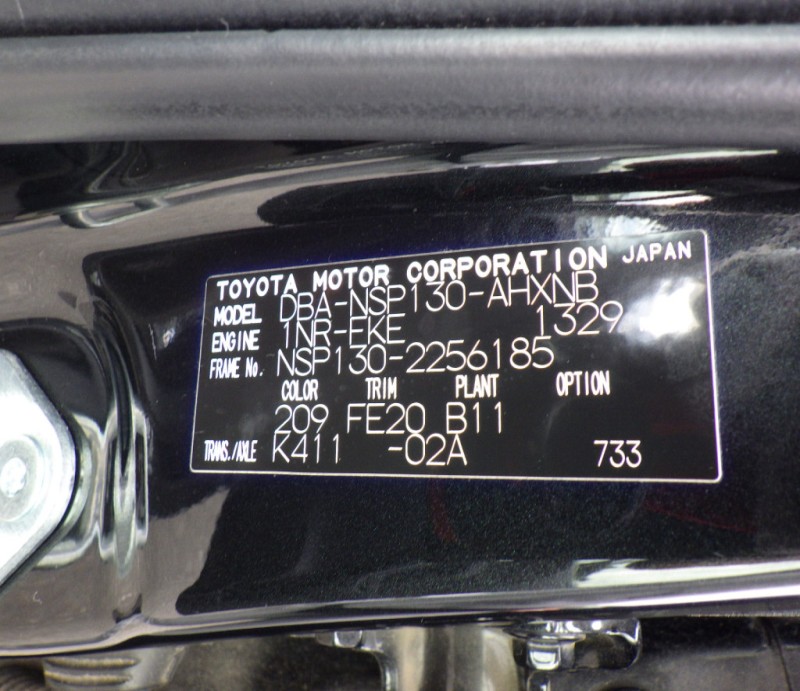 TOYOTA MOTOR CORPORATION JAPAN
MODEL DBA-NSP130-AHXNB
ENGINE 1NR-FKE 1329
FRAME No. NSP130-2256185
COLOR TRIM PLANT OPTION
209 FE20 B11
TRANS./AXLE K411 -02A 733